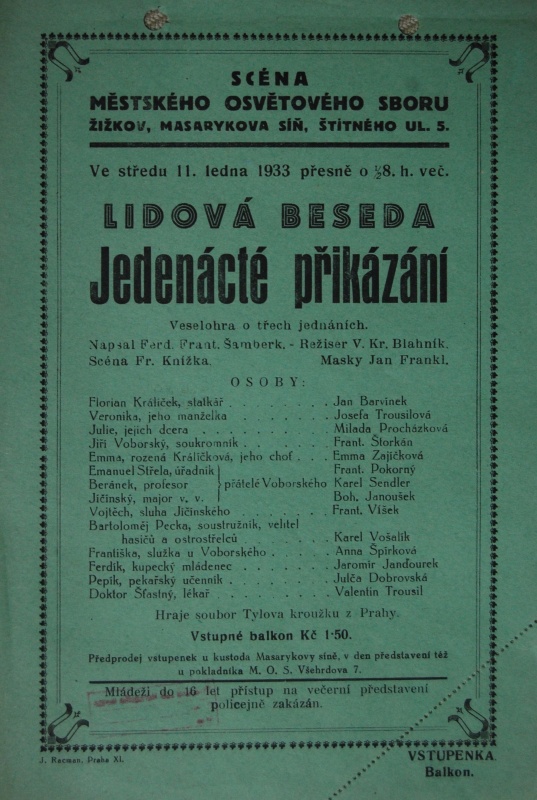 SCÉNA
MĚSTSKÉHO OSVĚTOVÉHO SBORU
ŽIŽKOV, MASARYKOVA SÍŇ, ŠTÍTNÉHO UL. 5.
Ve středu 11. ledna 1933 přesně o ½8. h. več.
LIDOVÁ BESEDA
Jedenácté přikázání
Veselohra o třech jednáních.
Napsal Ferd. Frant. Šamberk. - Režiser V. Kr. Blahník.
Scéna Fr. Knížka. Masky Jan Frankl.
OSOBY:
Florian Králíček, statkář . . . . . . . . Jan Barvínek
Veronika, jeho manželka . . . . . . . Josefa Trousilová
Julie, jejich dcera . . . . . . . . . . Milada Procházková
Jiří Voborský, soukromník . . . . . . Frant. Štorkán
Emma, rozená Králíčková, jeho choť . . . Emma Zajíčková
Emanuel Střela, úřadník Frant. Pokorný
Beránek, profesor } přátelé Voborského Karel Sendler
Jičínský, major v. v. Boh. Janoušek
Vojtěch, sluha Jičínského . . . . . . Frant. Víšek
Bartoloměj Pecka, soustružník, velitel
hasičů a ostrostřelců . . . . Karel Vošalík
Františka, služka u Voborského . . . . . Anna Špírková
Ferdík, kupecký mládenec . . . . . . . Jaromír Janďourek
Pepík, pekařský učenník . . . . . . . Julča Dobrovská
Doktor Šťastný, lékař . . . . . . . . Valentin Trousil
Hraje soubor Tylova kroužku z Prahy.
Vstupné balkon Kč 1·50.
Předprodej vstupenek u kustoda Masarykovy síně, v den představení též
u pokladníka M. O. S. Všehrdova 7.
Mládeži do 16 let přístup na večerní představení
policejně zakázán.
J. Racman, Praha XI.
VSTUPENKA
Balkon.